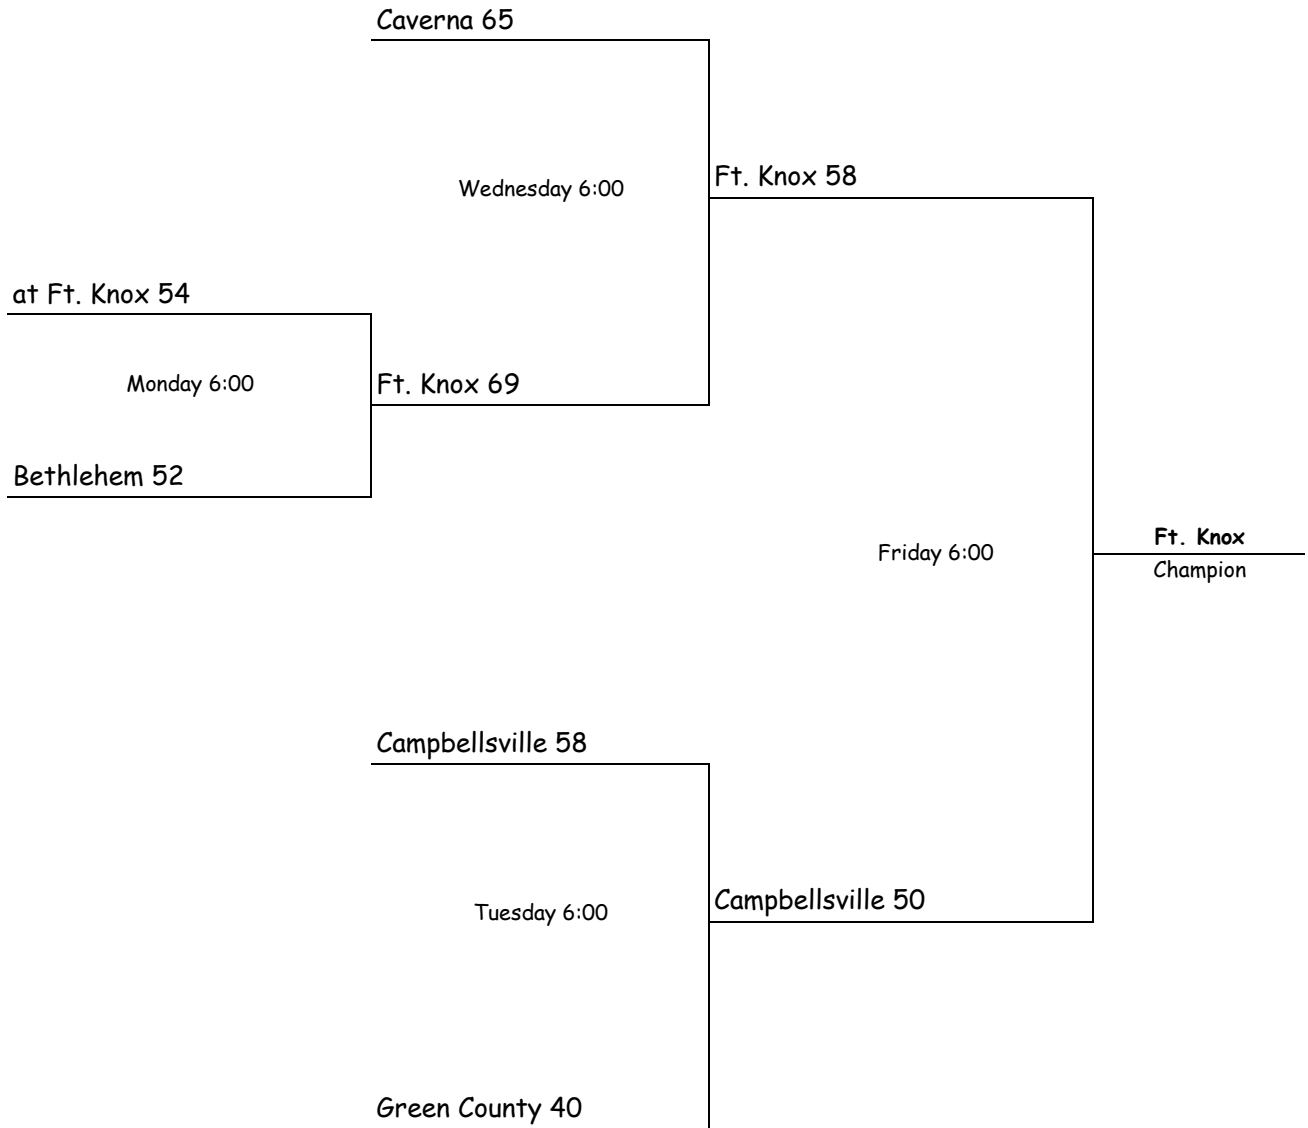 Caverna 65
Wednesday 6:00
Ft. Knox 58
at Ft. Knox 54
Monday 6:00
Ft. Knox 69
Bethlehem 52
Friday 6:00
Ft. Knox
Champion
Campbellsville 58
Tuesday 6:00
Campbellsville 50
Green County 40